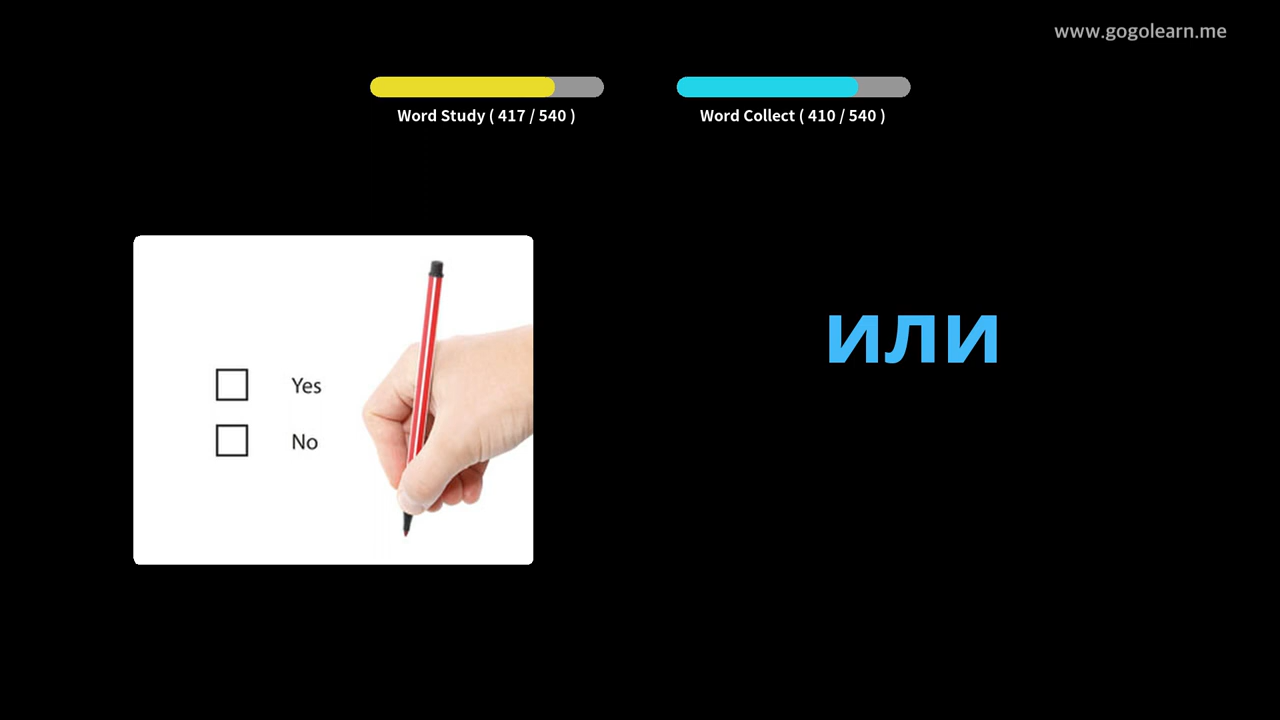 www.gogolearn.me
Word Study ( 417 / 540 )
Word Collect ( 410 / 540 )
Yes
No
или